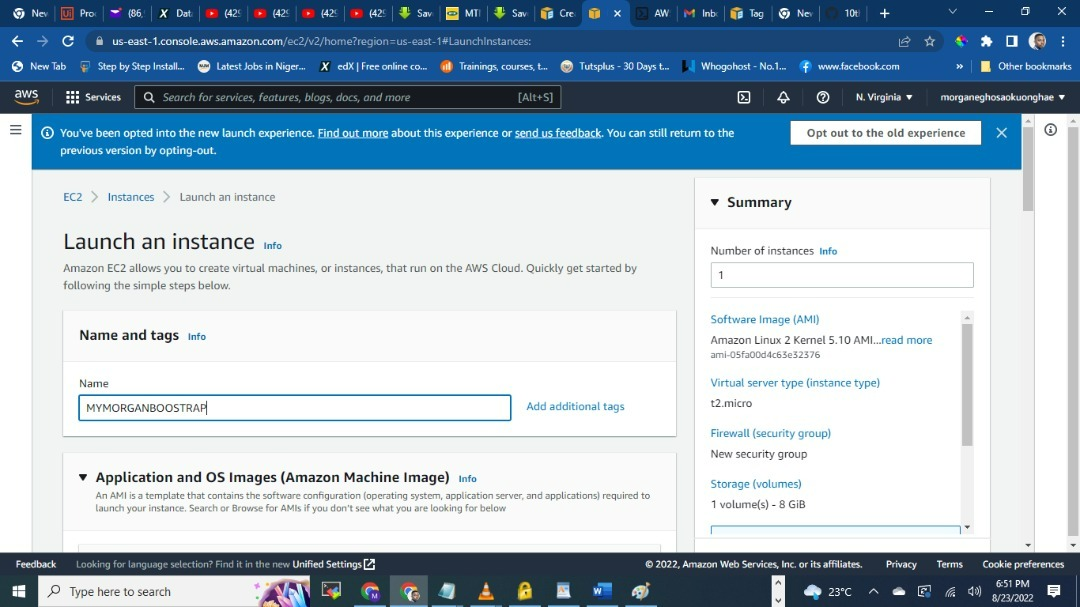 Nev
Pro
(86,
Dat
(429
(429
(429
(429
Sav
MTI
Sav
Cre
AW
Inb
Tag
Nev
10t
us-east-1.console.aws.amazon.com/ec2/v2/home?region=us-east-1#LaunchInstances:
New Tab
Step by Step Install...
Latest Jobs in Niger...
edX | Free online co...
Trainings, courses, t...
Tutsplus - 30 Days t...
Whogohost - No.1...
www.facebook.com
»
Other bookmarks
aws
Services
Search for services, features, blogs, docs, and more
[Alt+S]
N. Virginia ▼
morganeghosaokuonghae ▼
You've been opted into the new launch experience. Find out more about this experience or send us feedback. You can still return to the
previous version by opting-out.
Opt out to the old experience
EC2 > Instances > Launch an instance
Launch an instance Info
Amazon EC2 allows you to create virtual machines, or instances, that run on the AWS Cloud. Quickly get started by
following the simple steps below.
Name and tags Info
Name
MYMORGANBOOSTRAP
Add additional tags
▼ Application and OS Images (Amazon Machine Image) Info
An AMI is a template that contains the software configuration (operating system, application server, and applications) required to
launch your instance. Search or Browse for AMIs if you don't see what you are looking for below
▼ Summary
Number of instances Info
1
Software Image (AMI)
Amazon Linux 2 Kernel 5.10 AMI...read more
ami-05fa00d4c63e32376
Virtual server type (instance type)
t2.micro
Firewall (security group)
New security group
Storage (volumes)
1 volume(s) - 8 GiB
Feedback
Looking for language selection? Find it in the new Unified Settings
© 2022, Amazon Web Services, Inc. or its affiliates.
Privacy
Terms
Cookie preferences
Type here to search
23°C
6:51 PM
8/23/2022